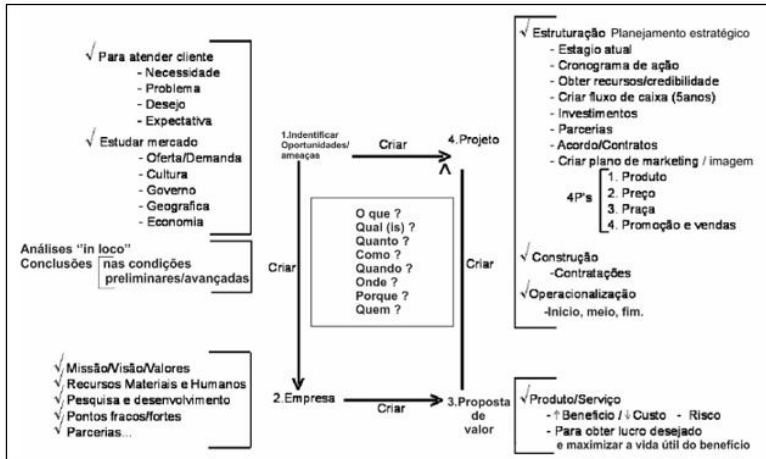 √ Para atender cliente
- Necessidade
- Problema
- Desejo
- Expectativa
√ Estudar mercado
- Oferta/Demanda
- Cultura
- Governo
- Geografica
- Economia
Análises "in loco"
Conclusões
nas condições
preliminares/avançadas
1.Indentificar
Oportunidades/
ameaças
Criar
4.Projeto
√ Estruturação Planejamento estratégico
- Estagio atual
- Cronograma de ação
- Obter recursos/credibilidade
- Criar fluxo de caixa (5anos)
- Investimentos
- Parcerias
- Acordo/Contratos
- Criar plano de marketing / imagem
4P's
1. Produto
2. Preço
3. Praça
4. Promoção e vendas
√ Construção
-Contratações
√ Operacionalização
-Inicio, meio, fim.
Criar
O que ?
Qual (is) ?
Quanto ?
Como ?
Quando ?
Onde ?
Porque ?
Quem ?
Criar
√ Missão/Visão/Valores
√ Recursos Materiais e Humanos
√ Pesquisa e desenvolvimento
√ Pontos fracos/fortes
√ Parcerias...
2.Empresa
Criar
3.Proposta
de
valor
√ Produto/Serviço
- ↑ Beneficio / ↓ Custo - Risco
- Para obter lucro desejado
e maximizar a vida útil do benefício